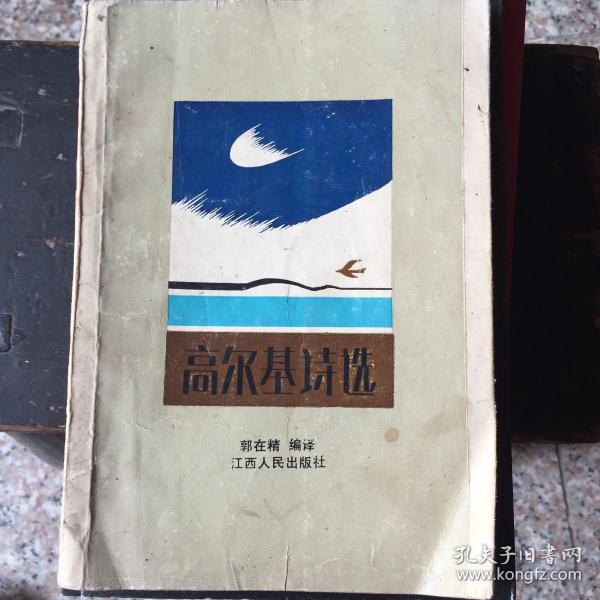 高尔基诗选
郭在精 编译
江西人民出版社
孔夫子旧书网
www.kongfz.com